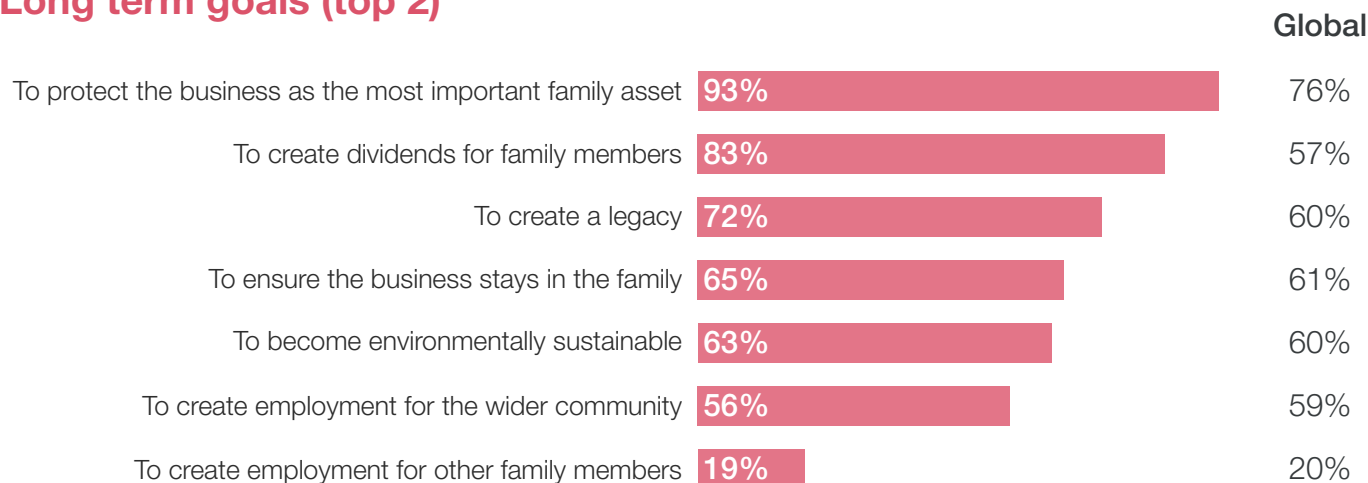 Long term goals (top 2)
Global
To protect the business as the most important family asset 93% 76%
To create dividends for family members 83% 57%
To create a legacy 72% 60%
To ensure the business stays in the family 65% 61%
To become environmentally sustainable 63% 60%
To create employment for the wider community 56% 59%
To create employment for other family members 19% 20%